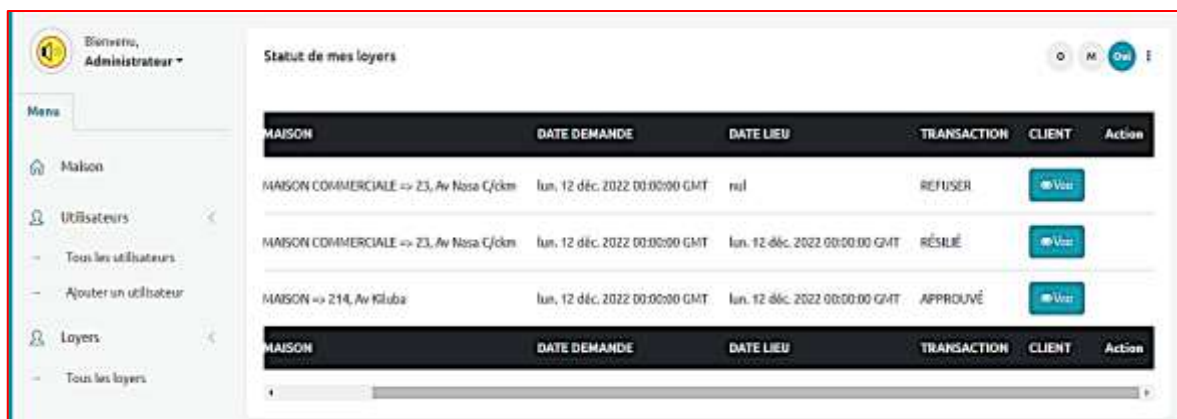 Bienvenu,
Administrateur
Statut de mes loyers
O M Oui
Menu
MAISON DATE DEMANDE DATE LIEU TRANSACTION CLIENT Action
Maison
MAISON COMMERCIALE => 23, Av Nasa C/ckm lun. 12 déc. 2022 00:00:00 GMT nul REFUSER Voir
Utilisateurs
MAISON COMMERCIALE => 23, Av Nasa C/ckm lun. 12 déc. 2022 00:00:00 GMT lun. 12 déc. 2022 00:00:00 GMT RÉSILIÉ Voir
Tous les utilisateurs
Ajouter un utilisateur
MAISON => 214, Av Kiluba lun. 12 déc. 2022 00:00:00 GMT lun. 12 déc. 2022 00:00:00 GMT APPROUVÉ Voir
Loyers
MAISON DATE DEMANDE DATE LIEU TRANSACTION CLIENT Action
Tous les loyers